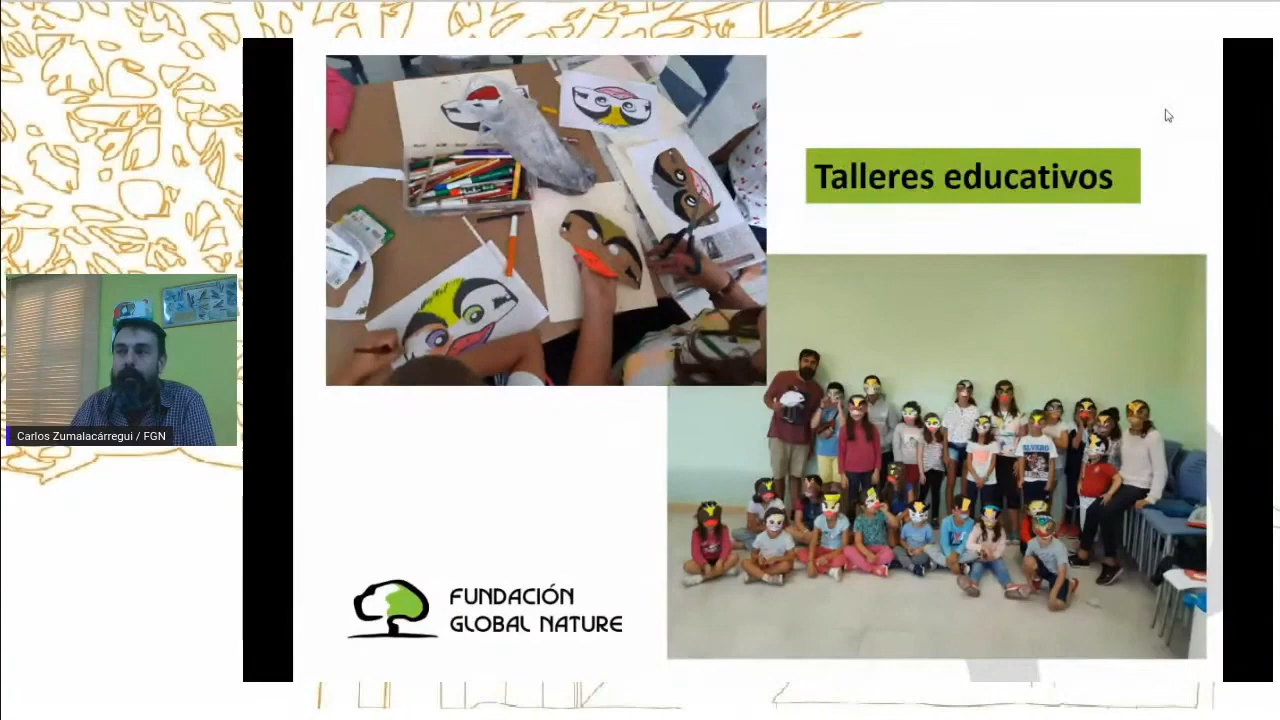 Talleres educativos
Carlos Zumalacárregui / FGN
FUNDACIÓN
GLOBAL NATURE